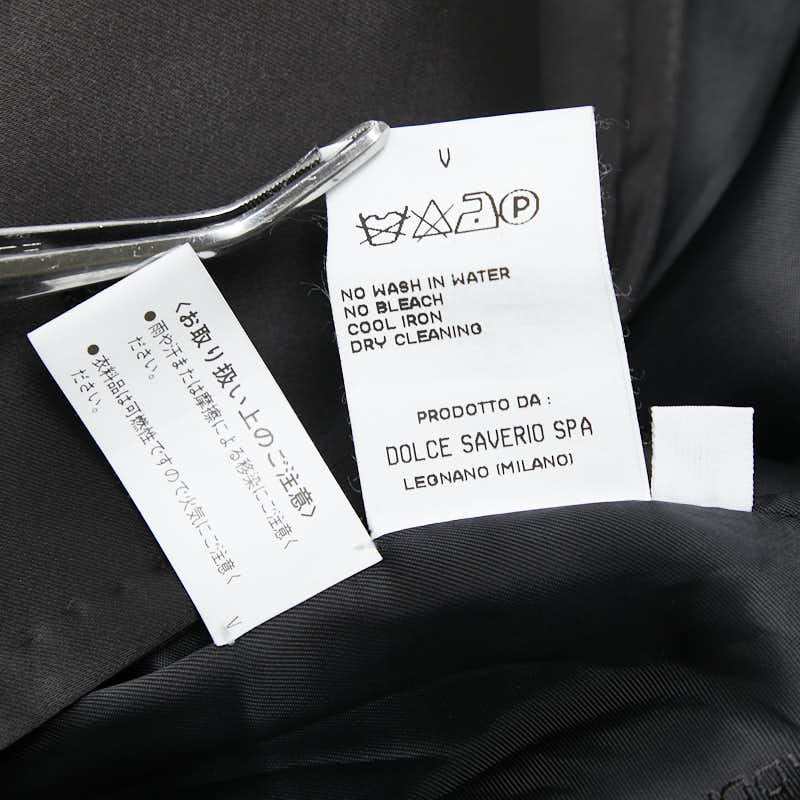 V
P
NO WASH IN WATER
NO BLEACH
COOL IRON
DRY CLEANING
PRODOTTO DA :
DOLCE SAVERIO SPA
LEGNANO (MILANO)
〈お取り扱い上のご注意〉
●雨や汗または摩擦による移染にご注意く
ださい。
●衣料品は可燃性ですので火気にご注意く
ださい。
V